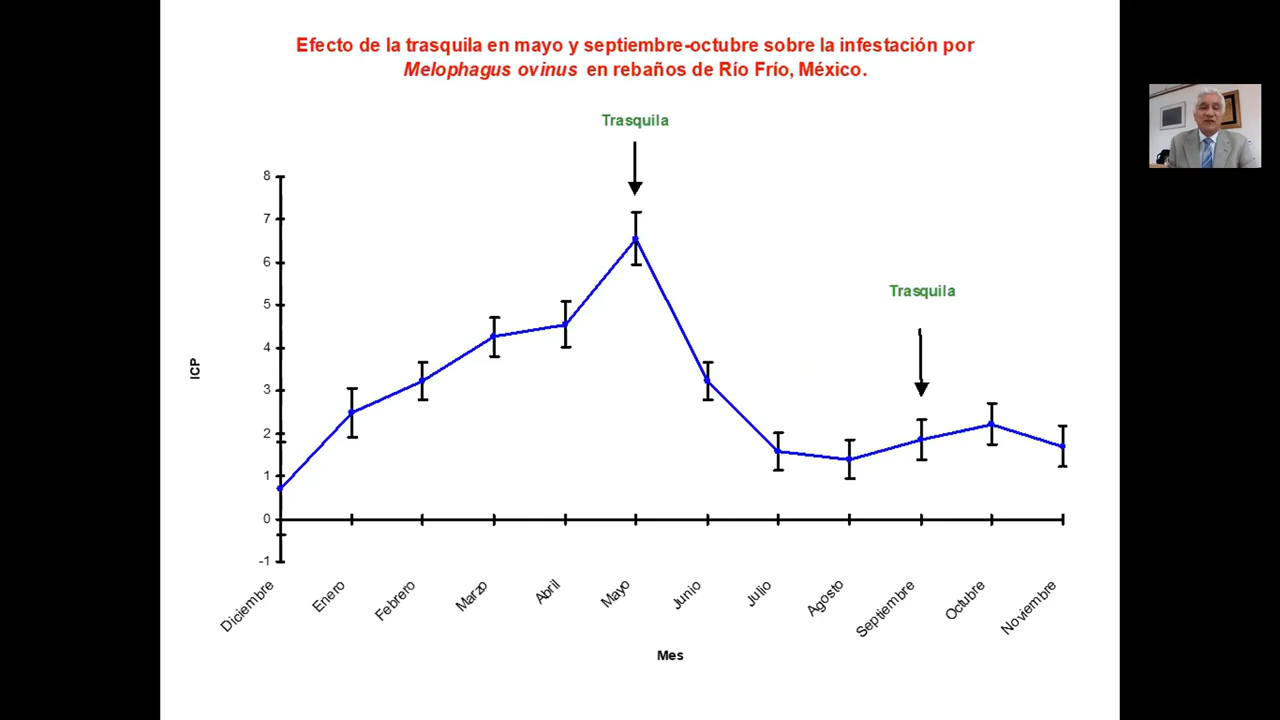 Efecto de la trasquila en mayo y septiembre-octubre sobre la infestación por
Melophagus ovinus en rebaños de Río Frío, México.
Trasquila
Trasquila
8
7
6
5
4
3
2
1
0
-1
ICP
Diciembre
Enero
Febrero
Marzo
Abril
Mayo
Junio
Julio
Agosto
Septiembre
Octubre
Noviembre
Mes